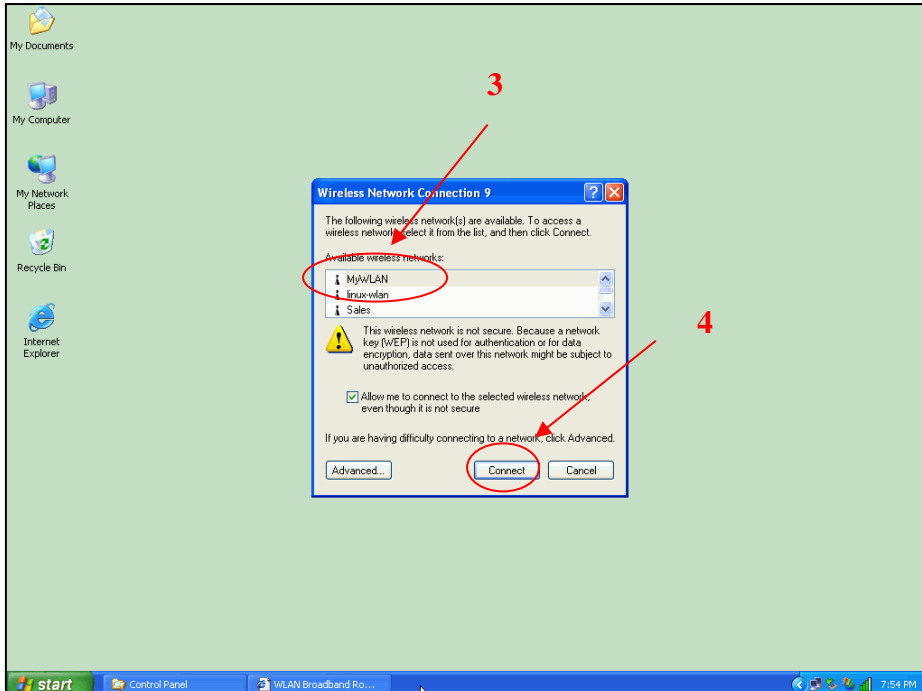 My Documents
3
My Computer
My Network
Places
Wireless Network Connection 9
The following wireless network(s) are available. To access a
wireless network, select it from the list, and then click Connect.
Available wireless networks:
MyWLAN
linux-wlan
Sales
Recycle Bin
4
This wireless network is not secure. Because a network
key (WEP) is not used for authentication or for data
encryption, data sent over this network might be subject to
unauthorized access.
Internet
Explorer
Allow me to connect to the selected wireless network,
even though it is not secure
If you are having difficulty connecting to a network, click Advanced.
Advanced... Connect Cancel
start Control Panel WLAN Broadband Ro... 7:54 PM